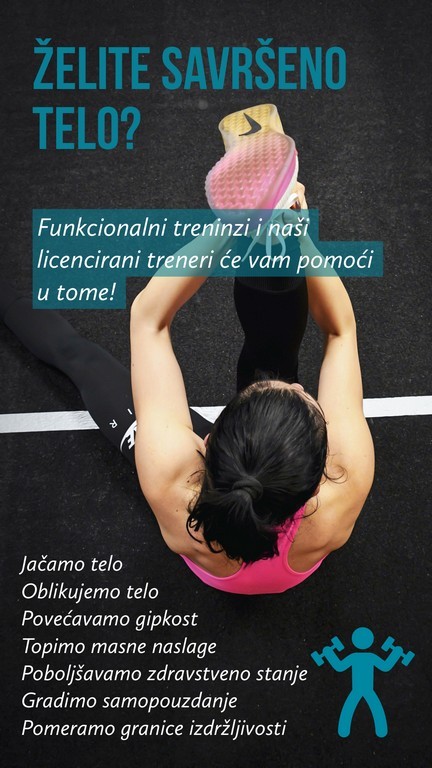 ŽELITE SAVRŠENO
TELO?
Funkcionalni treninzi i naši
licencirani treneri će vam pomoći
u tome!
Jačamo telo
Oblikujemo telo
Povećavamo gipkost
Topimo masne naslage
Poboljšavamo zdravstveno stanje
Gradimo samopouzdanje
Pomeramo granice izdržljivosti